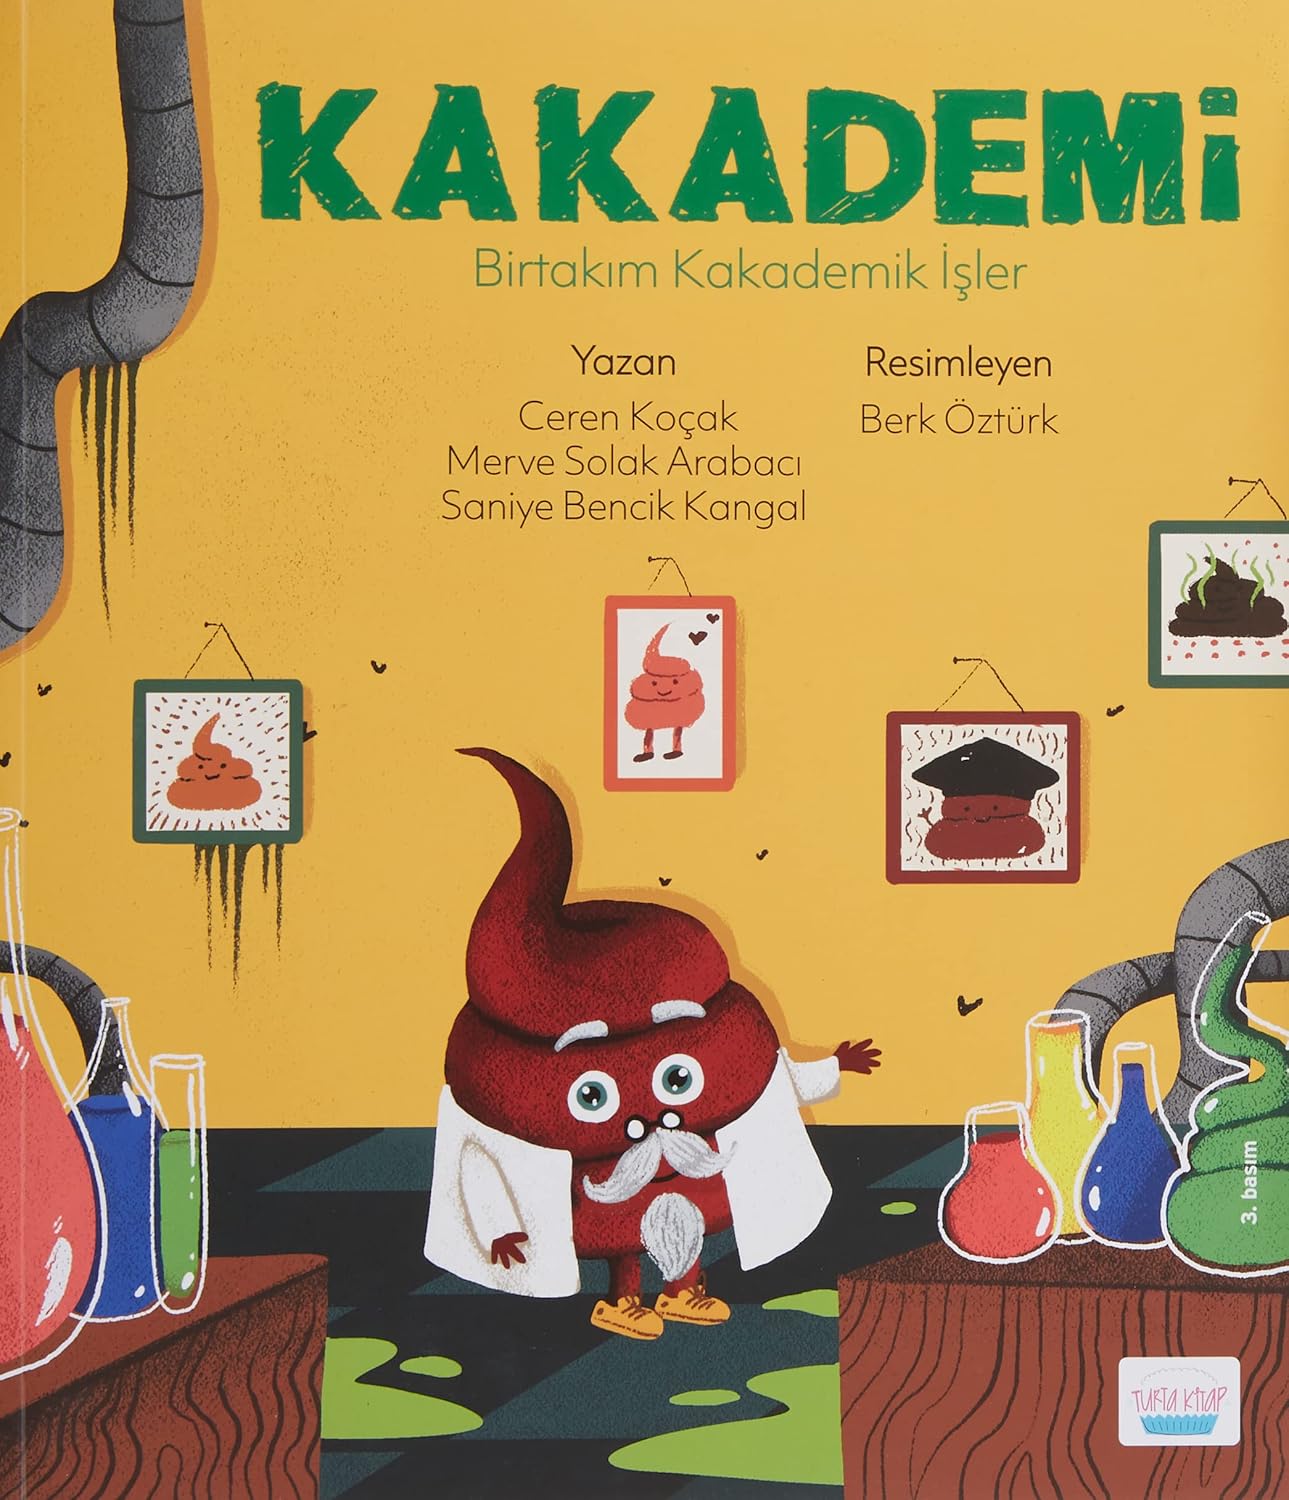 KAKADEMİ
Birtakım Kakademik İşler
Yazan
Ceren Koçak
Merve Solak Arabacı
Saniye Bencik Kangal
Resimleyen
Berk Öztürk
3. basım
TURTA KİTAP